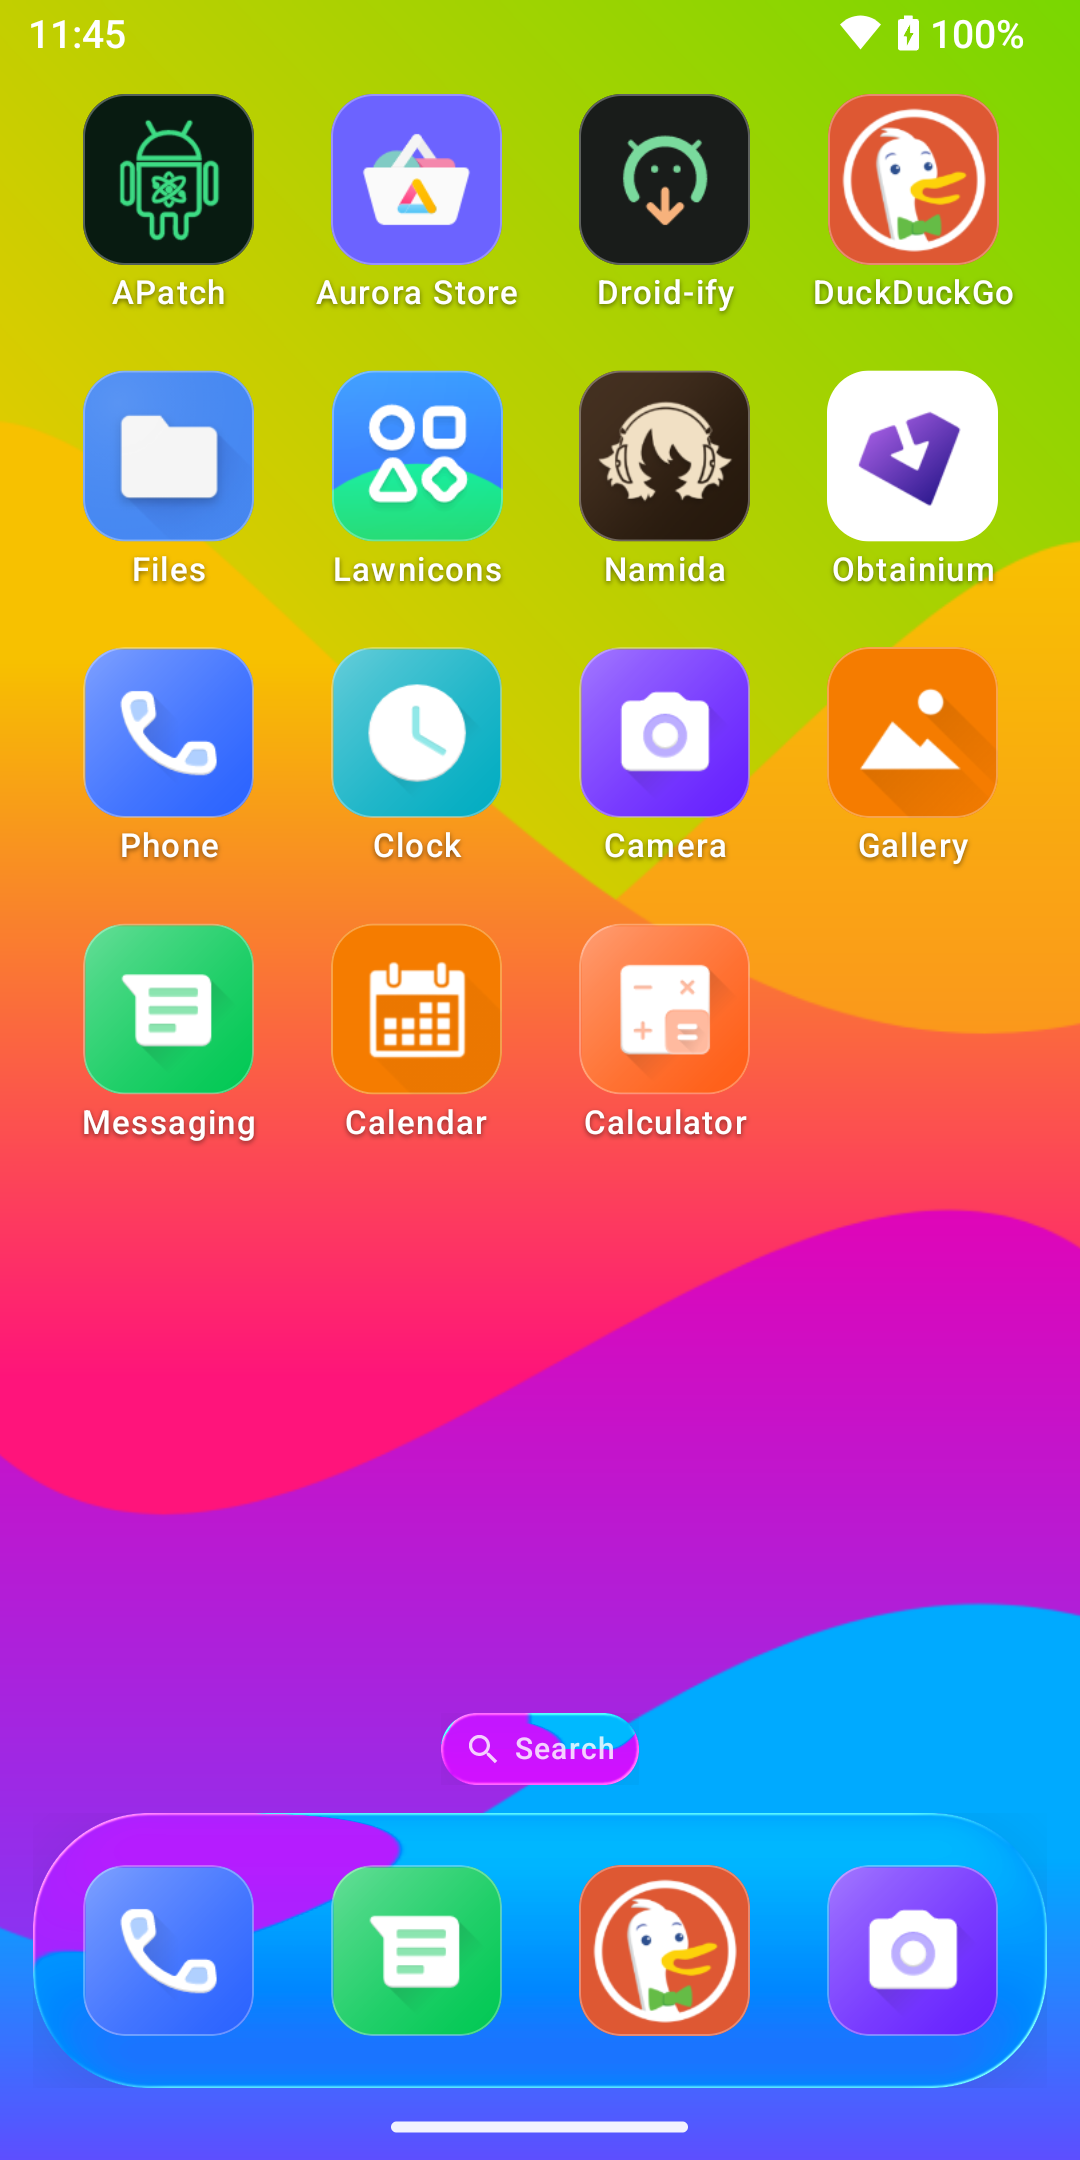 11:45 100%
APatch Aurora Store Droid-ify DuckDuckGo
Files Lawnicons Namida Obtainium
Phone Clock Camera Gallery
Messaging Calendar Calculator
Search